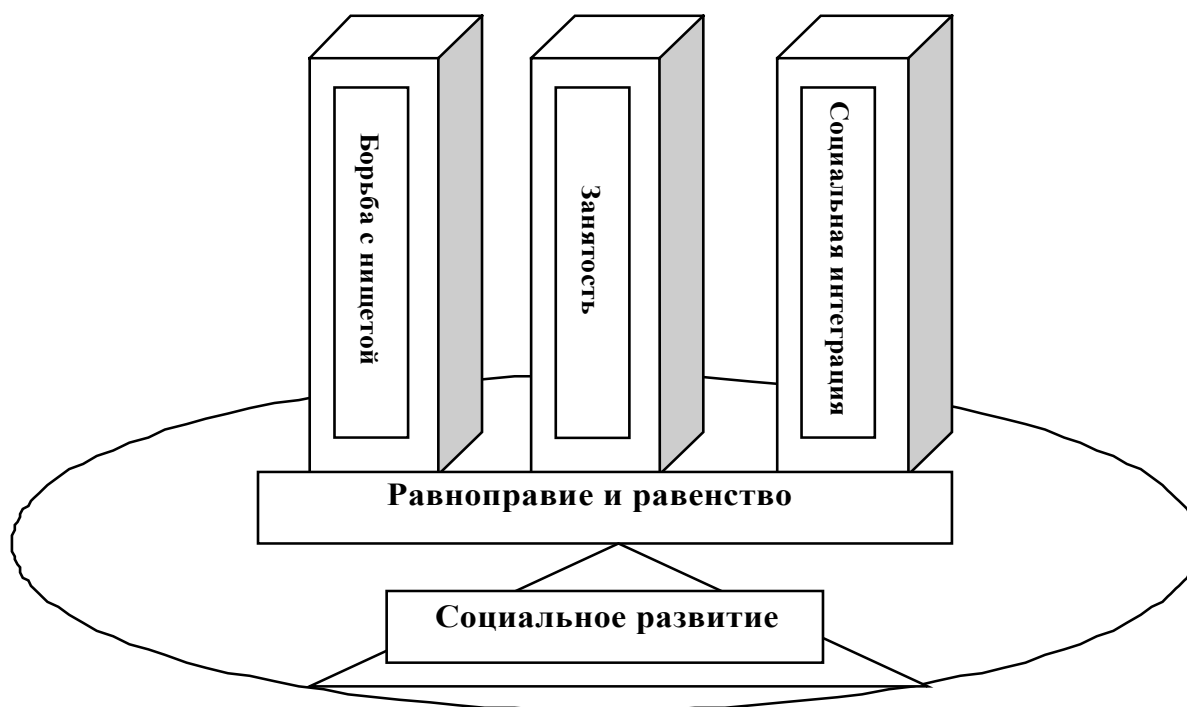 Борьба с нищетой
Занятость
Социальная интеграция
Равноправие и равенство
Социальное развитие